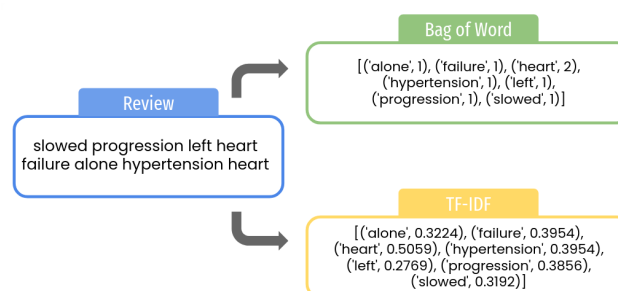 Bag of Word
[('alone', 1), ('failure', 1), ('heart', 2),
('hypertension', 1), ('left', 1),
('progression', 1), ('slowed', 1)]
Review
slowed progression left heart
failure alone hypertension heart
TF-IDF
[('alone', 0.3224), ('failure', 0.3954),
('heart', 0.5059), ('hypertension', 0.3954),
('left', 0.2769), ('progression', 0.3856),
('slowed', 0.3192)]